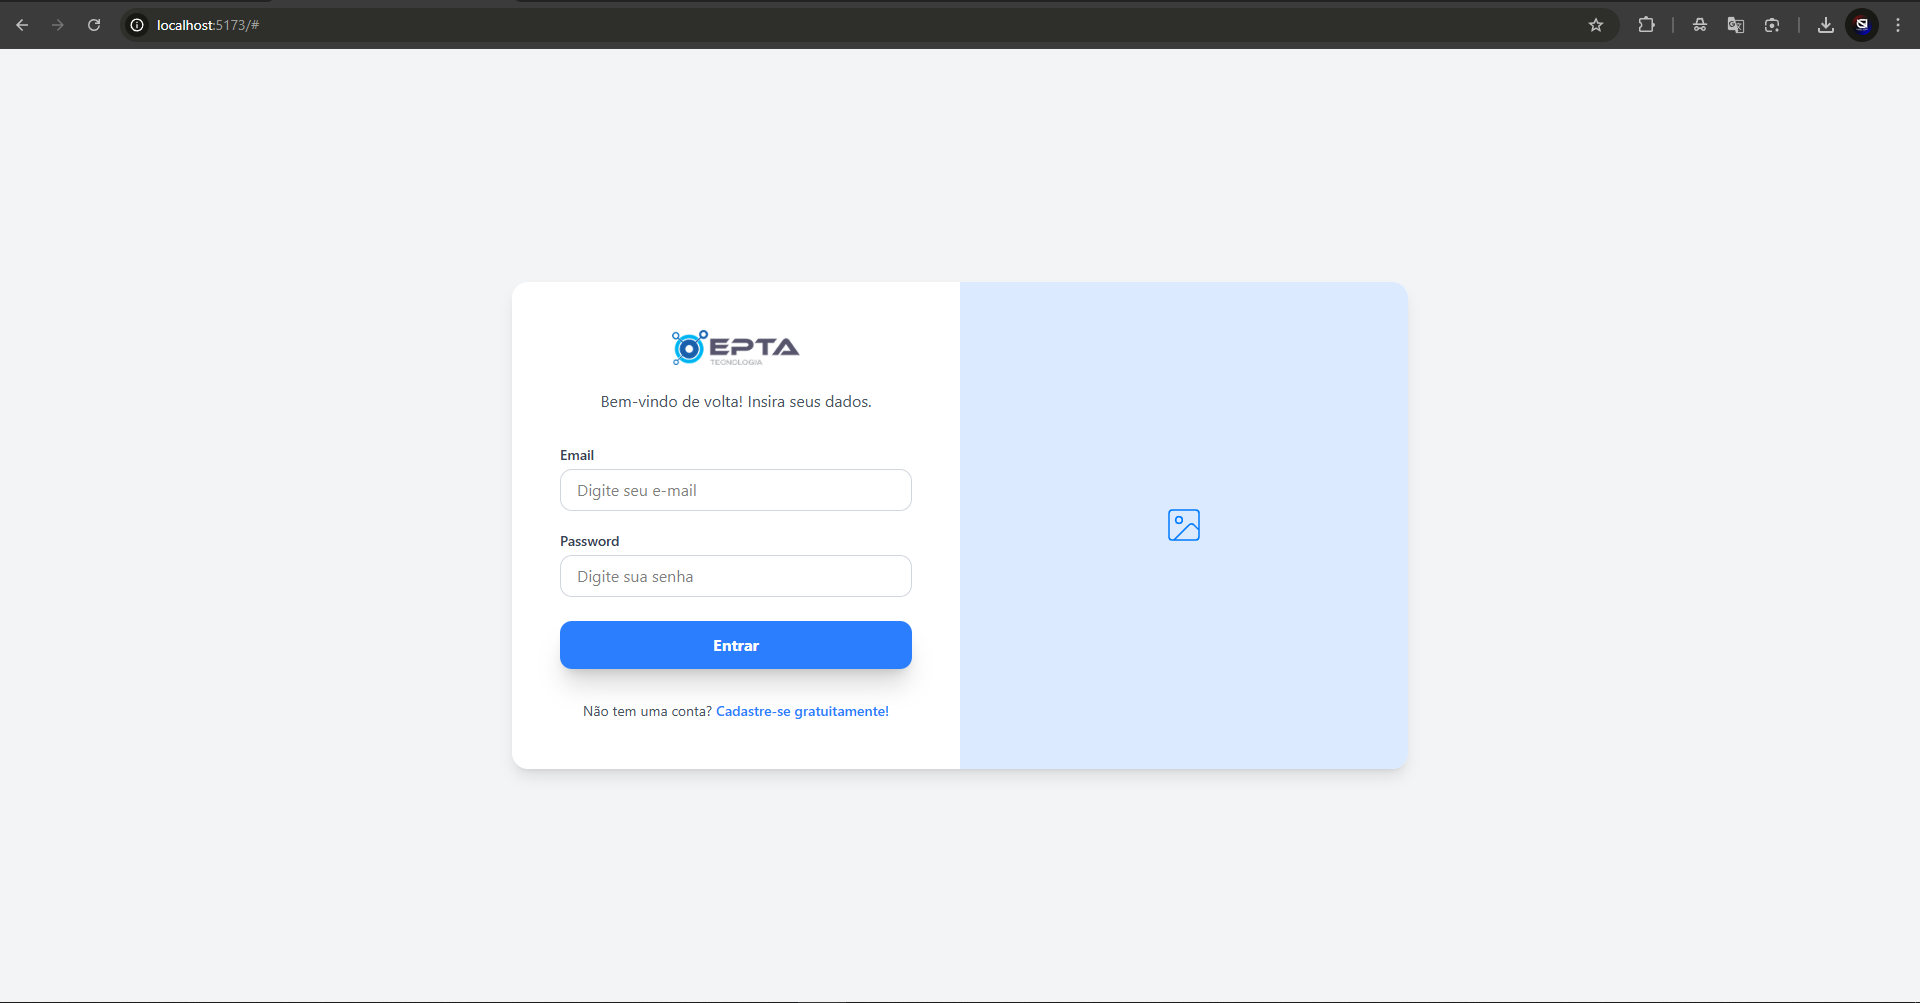 localhost:5173/#
EPTA
TECNOLOGIA
Bem-vindo de volta! Insira seus dados.
Email
Digite seu e-mail
Password
Digite sua senha
Entrar
Não tem uma conta? Cadastre-se gratuitamente!